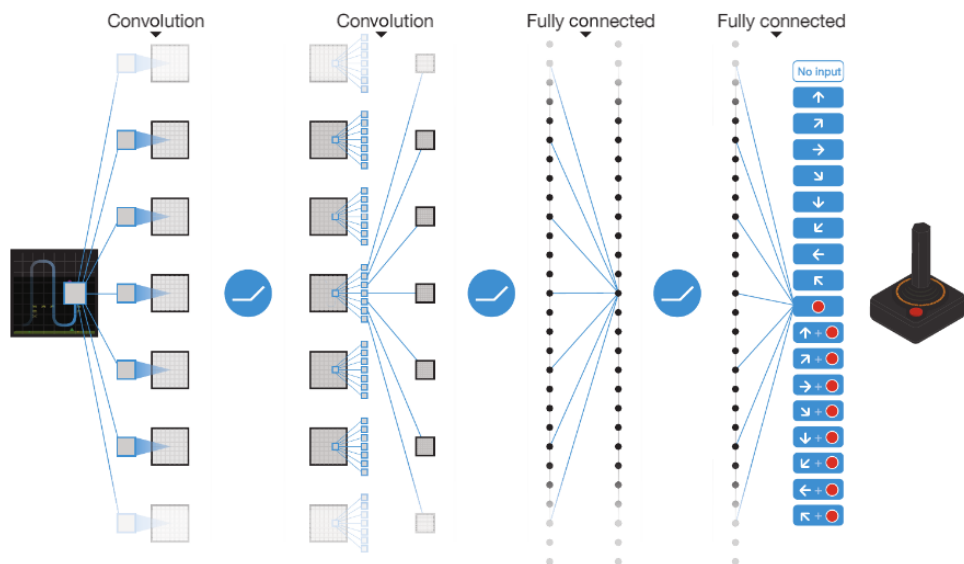 Convolution
Convolution
Fully connected
Fully connected
No input
+
+
+
+
+
+
+
+